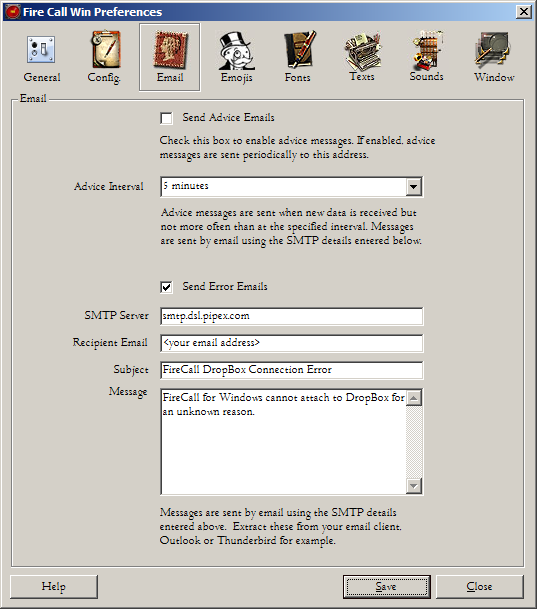 Fire Call Win Preferences
General Config. Email Emojis Fonts Texts Sounds Window
Email
Send Advice Emails
Check this box to enable advice messages. If enabled, advice
messages are sent periodically to this address.
Advice Interval 5 minutes
Advice messages are sent when new data is received but
not more often than at the specified interval. Messages
are sent by email using the SMTP details entered below.
Send Error Emails
SMTP Server smtp.dsl.pipex.com
Recipient Email <your email address>
Subject FireCall DropBox Connection Error
Message FireCall for Windows cannot attach to DropBox for
an unknown reason.
Messages are sent by email using the SMTP details
entered above. Extract these from your email client,
Outlook or Thunderbird for example.
Help Save Close